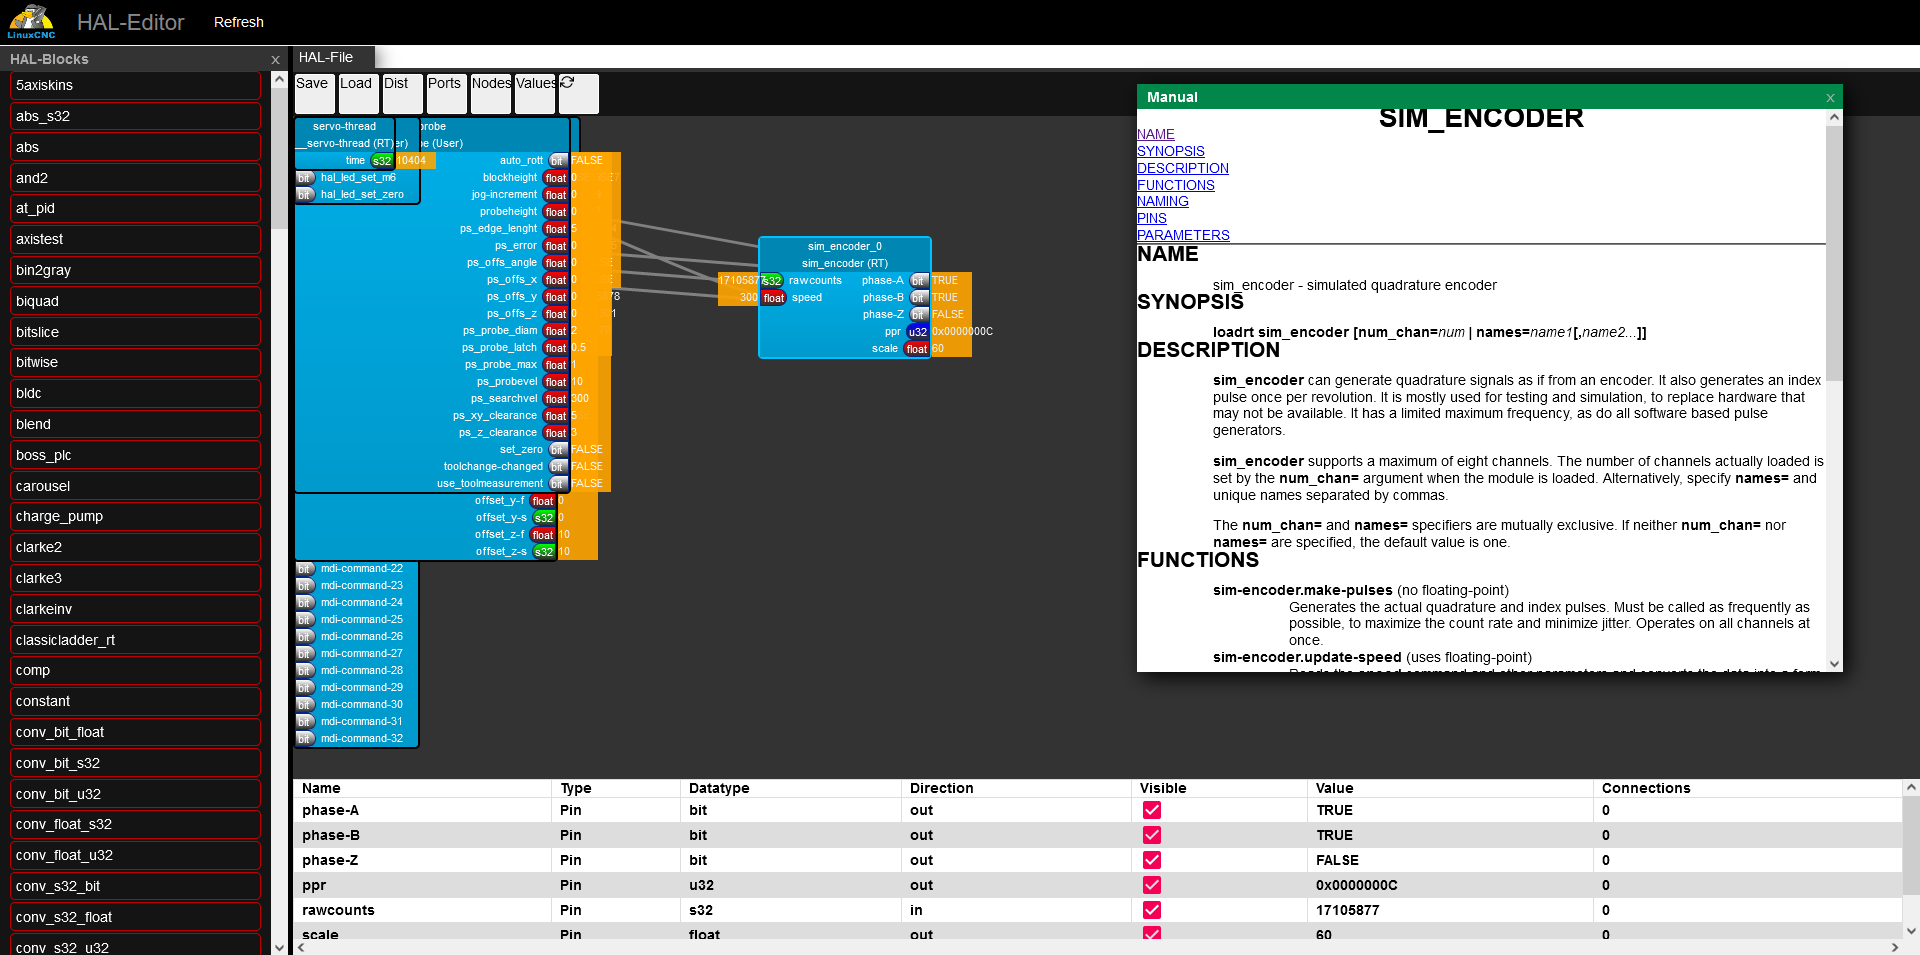 LinuxCNC
HAL-Editor
Refresh
HAL-Blocks
x
5axiskins
abs_s32
abs
and2
at_pid
axistest
bin2gray
biquad
bitslice
bitwise
bldc
blend
boss_plc
carousel
charge_pump
clarke2
clarke3
clarkeinv
classicladder_rt
comp
constant
conv_bit_float
conv_bit_s32
conv_bit_u32
conv_float_s32
conv_float_u32
conv_s32_bit
conv_s32_float
conv_s32_u32
HAL-File
Save Load Dist Ports Nodes Values
servo-thread
__servo-thread (RT)
(User)
time s32 10404
bit hal_led_set_m6
bit hal_led_set_zero
auto_rott bit FALSE
blockheight float 0
jog-increment float 0
probeheight float 0
ps_edge_lenght float 5
ps_error float 0
ps_offs_angle float 0
ps_offs_x float 0
ps_offs_y float 0
ps_offs_z float 0
ps_probe_diam float 2
ps_probe_latch float 0.5
ps_probe_max float 1
ps_probevel float 10
ps_searchvel float 300
ps_xy_clearance float 5
ps_z_clearance float 3
set_zero bit FALSE
toolchange-changed bit FALSE
use_toolmeasurement bit FALSE
offset_y-f float 0
offset_y-s s32 0
offset_z-f float 10
offset_z-s s32 10
bit mdi-command-22
bit mdi-command-23
bit mdi-command-24
bit mdi-command-25
bit mdi-command-26
bit mdi-command-27
bit mdi-command-28
bit mdi-command-29
bit mdi-command-30
bit mdi-command-31
bit mdi-command-32
sim_encoder_0
sim_encoder (RT)
17105877 s32 rawcounts phase-A bit TRUE
300 float speed phase-B bit TRUE
phase-Z bit FALSE
ppr u32 0x0000000C
scale float 60
Manual
x
SIM_ENCODER
NAME
SYNOPSIS
DESCRIPTION
FUNCTIONS
NAMING
PINS
PARAMETERS
NAME
sim_encoder - simulated quadrature encoder
SYNOPSIS
loadrt sim_encoder [num_chan=num | names=name1[,name2...]]
DESCRIPTION
sim_encoder can generate quadrature signals as if from an encoder. It also generates an index
pulse once per revolution. It is mostly used for testing and simulation, to replace hardware that
may not be available. It has a limited maximum frequency, as do all software based pulse
generators.
sim_encoder supports a maximum of eight channels. The number of channels actually loaded is
set by the num_chan= argument when the module is loaded. Alternatively, specify names= and
unique names separated by commas.
The num_chan= and names= specifiers are mutually exclusive. If neither num_chan= nor
names= are specified, the default value is one.
FUNCTIONS
sim-encoder.make-pulses (no floating-point)
Generates the actual quadrature and index pulses. Must be called as frequently as
possible, to maximize the count rate and minimize jitter. Operates on all channels at
once.
sim-encoder.update-speed (uses floating-point)
Name Type Datatype Direction Visible Value Connections
phase-A Pin bit out TRUE 0
phase-B Pin bit out TRUE 0
phase-Z Pin bit out FALSE 0
ppr Pin u32 out 0x0000000C 0
rawcounts Pin s32 in 17105877 0
scale Pin float out 60 0